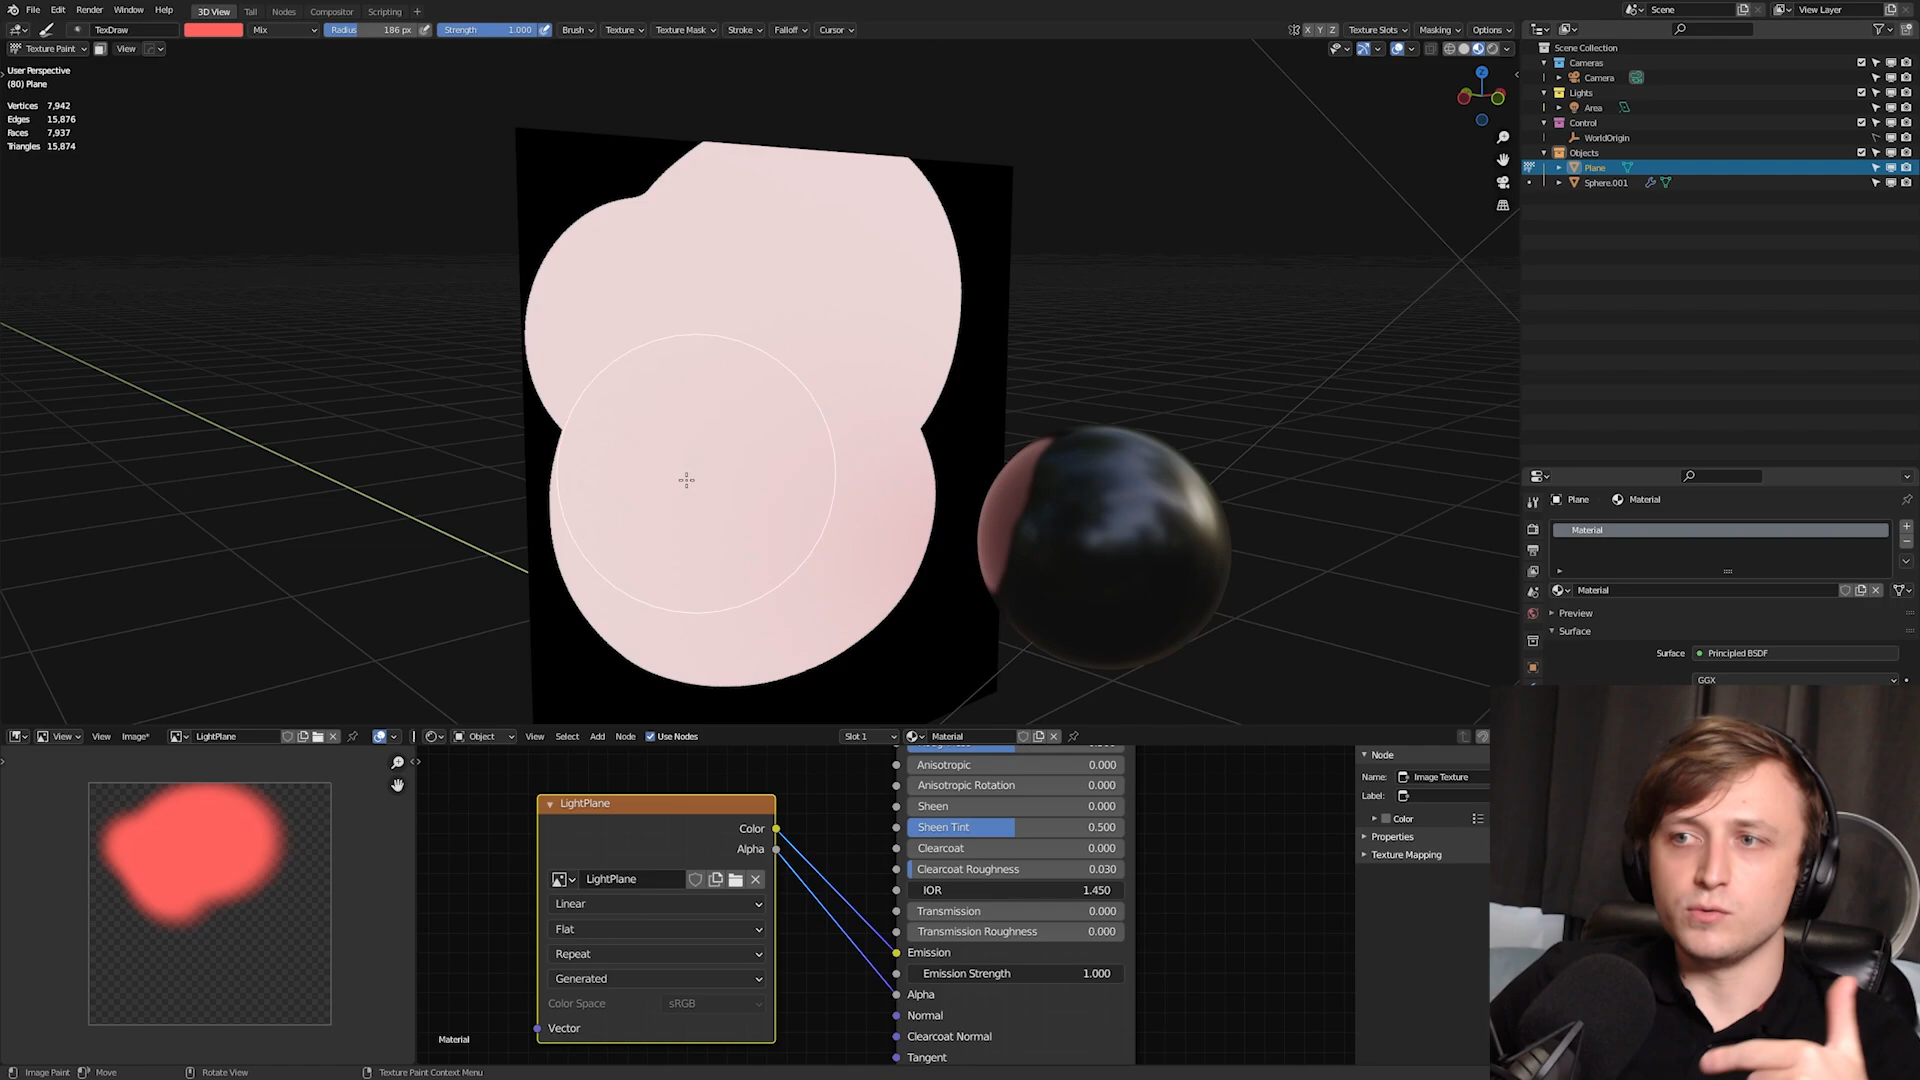 File Edit Render Window Help 3D View Tall Nodes Compositor Scripting + Scene View Layer
TexDraw Mix Radius 186 px Strength 1.000 Brush Texture Texture Mask Stroke Falloff Cursor X Y Z Texture Slots Masking Options
Texture Paint View
User Perspective
(80) Plane
Vertices 7,942
Edges 15,876
Faces 7,937
Triangles 15,874
Z
Scene Collection
Cameras
Camera
Lights
Area
Control
WorldOrigin
Objects
Plane
Sphere.001
Plane Material
Material
Material
Preview
Surface
Surface Principled BSDF
GGX
View View Image* LightPlane
Object View Select Add Node Use Nodes Slot 1 Material
LightPlane
Color
Alpha
LightPlane
Linear
Flat
Repeat
Generated
Color Space sRGB
Vector
Material
Anisotropic 0.000
Anisotropic Rotation 0.000
Sheen 0.000
Sheen Tint 0.500
Clearcoat 0.000
Clearcoat Roughness 0.030
IOR 1.450
Transmission 0.000
Transmission Roughness 0.000
Emission
Emission Strength 1.000
Alpha
Normal
Clearcoat Normal
Tangent
Node
Name: Image Texture
Label:
Color
Properties
Texture Mapping
Image Paint Move Rotate View Texture Paint Context Menu